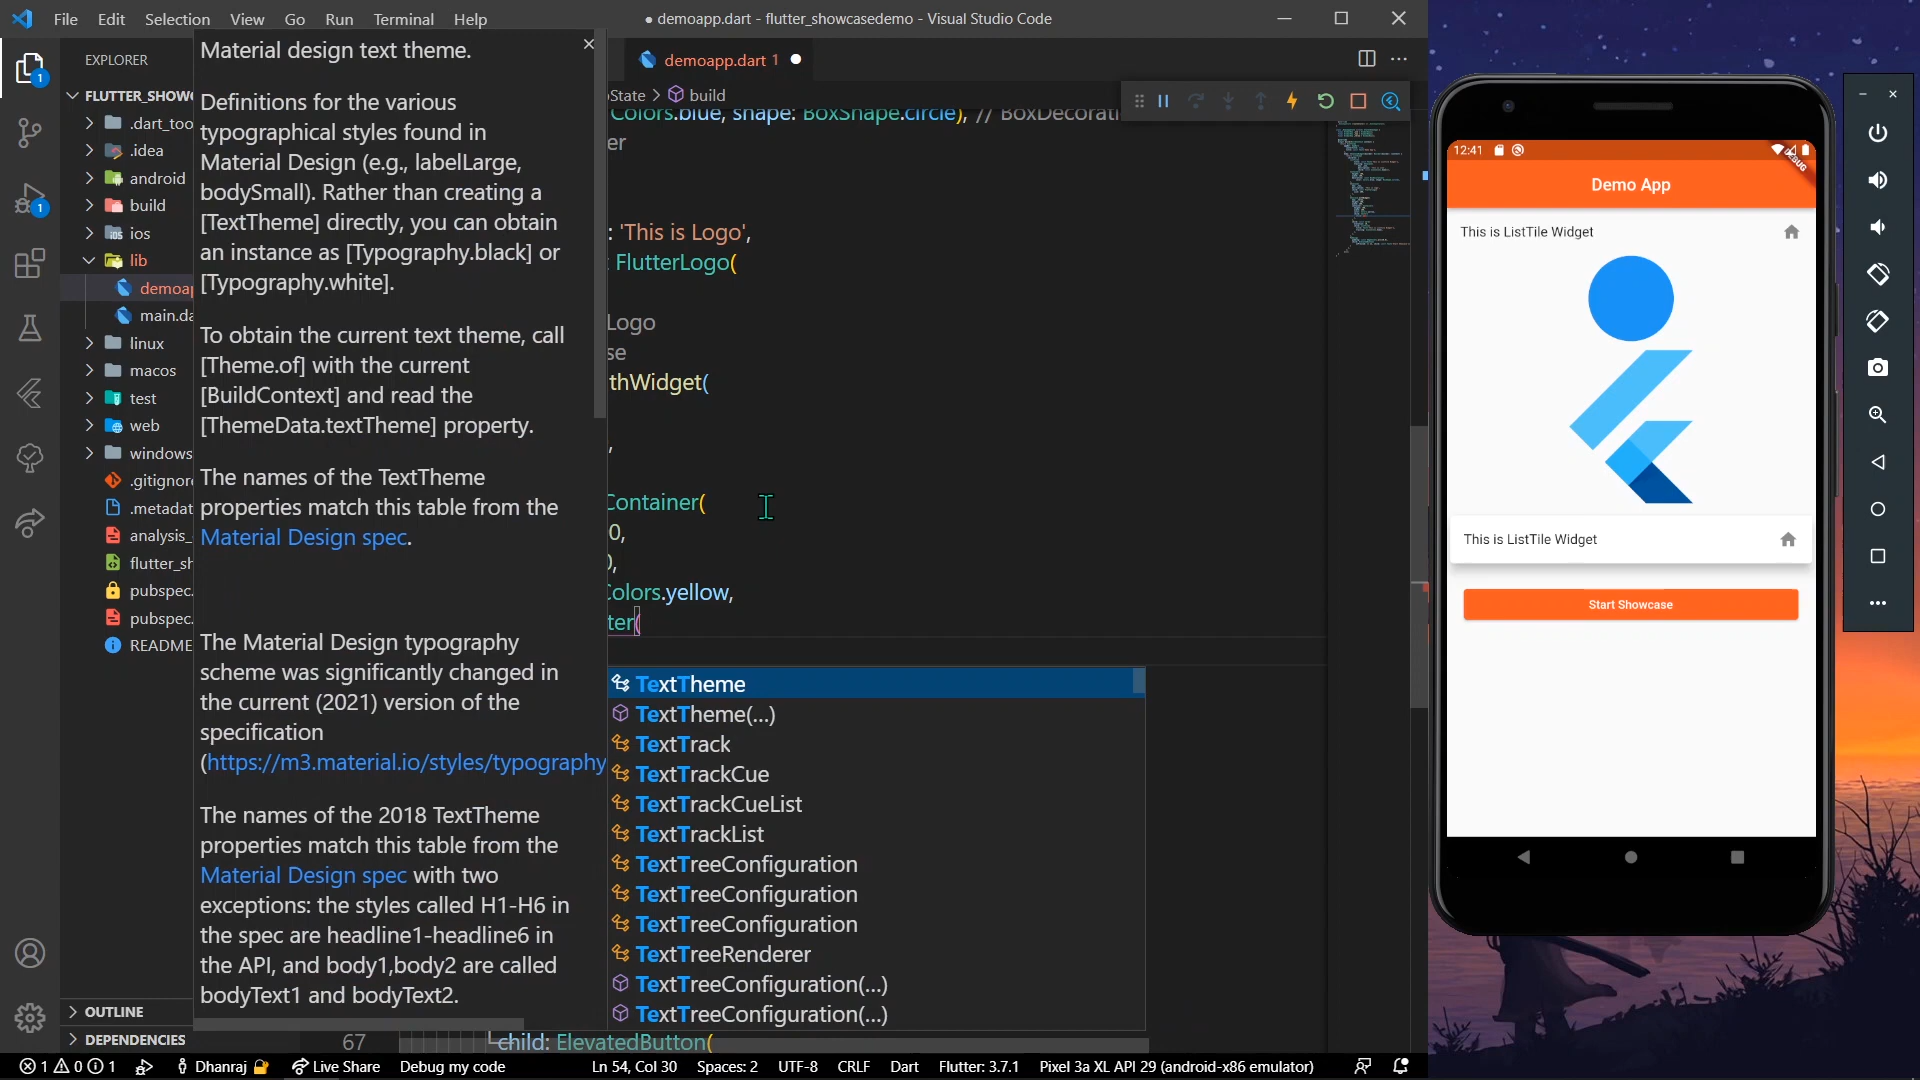 File Edit Selection View Go Run Terminal Help
● demoapp.dart - flutter_showcasedemo - Visual Studio Code
EXPLORER
FLUTTER_SHOW
.dart_too
.idea
android
build
ios
lib
demoap
main.da
linux
macos
test
web
windows
.gitignor
.metadat
analysis_
flutter_sh
pubspec.
pubspec.
README
OUTLINE
DEPENDENCIES
1
1
Material design text theme.
Definitions for the various
typographical styles found in
Material Design (e.g., labelLarge,
bodySmall). Rather than creating a
[TextTheme] directly, you can obtain
an instance as [Typography.black] or
[Typography.white].
To obtain the current text theme, call
[Theme.of] with the current
[BuildContext] and read the
[ThemeData.textTheme] property.
The names of the TextTheme
properties match this table from the
Material Design spec.
The Material Design typography
scheme was significantly changed in
the current (2021) version of the
specification
(https://m3.material.io/styles/typography
The names of the 2018 TextTheme
properties match this table from the
Material Design spec with two
exceptions: the styles called H1-H6 in
the spec are headline1-headline6 in
the API, and body1,body2 are called
bodyText1 and bodyText2.
demoapp.dart 1
State > build
Colors.blue, shape: BoxShape.circle), // BoxDecorati
er
: 'This is Logo',
FlutterLogo(
Logo
se
thWidget(
,
Container(
0,
),
Colors.yellow,
ter(
TextTheme
TextTheme(...)
TextTrack
TextTrackCue
TextTrackCueList
TextTrackList
TextTreeConfiguration
TextTreeConfiguration
TextTreeConfiguration
TextTreeRenderer
TextTreeConfiguration(...)
TextTreeConfiguration(...)
67 child: ElevatedButton(
1 0 1 Dhanraj Live Share Debug my code Ln 54, Col 30 Spaces: 2 UTF-8 CRLF Dart Flutter: 3.7.1 Pixel 3a XL API 29 (android-x86 emulator)
12:41
DEBUG
Demo App
This is ListTile Widget
This is ListTile Widget
Start Showcase